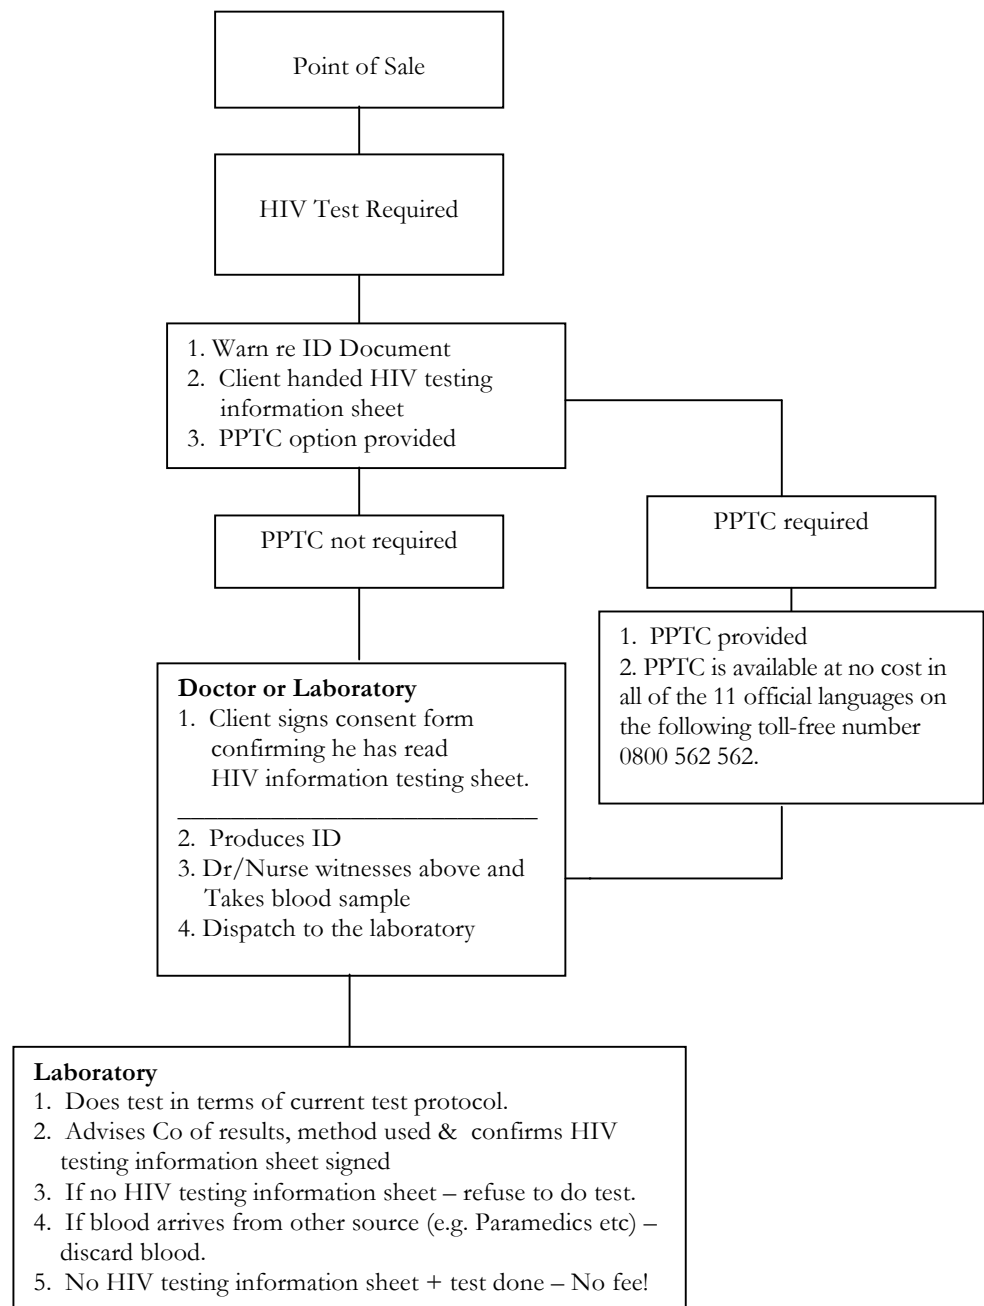 Point of Sale
HIV Test Required
1. Warn re ID Document
2. Client handed HIV testing
information sheet
3. PPTC option provided
PPTC not required
PPTC required
1. PPTC provided
2. PPTC is available at no cost in
all of the 11 official languages on
the following toll-free number
0800 562 562.
Doctor or Laboratory
1. Client signs consent form
confirming he has read
HIV information testing sheet.
2. Produces ID
3. Dr/Nurse witnesses above and
Takes blood sample
4. Dispatch to the laboratory
Laboratory
1. Does test in terms of current test protocol.
2. Advises Co of results, method used & confirms HIV
testing information sheet signed
3. If no HIV testing information sheet – refuse to do test.
4. If blood arrives from other source (e.g. Paramedics etc) –
discard blood.
5. No HIV testing information sheet + test done – No fee!